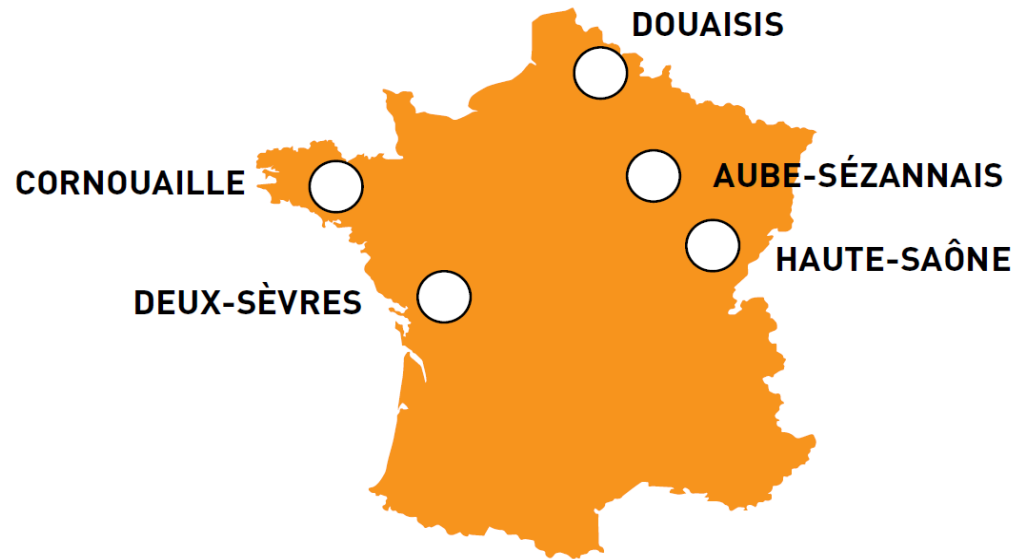 DOUAISIS
AUBE-SÉZANNAIS
CORNOUAILLE
HAUTE-SAÔNE
DEUX-SÈVRES